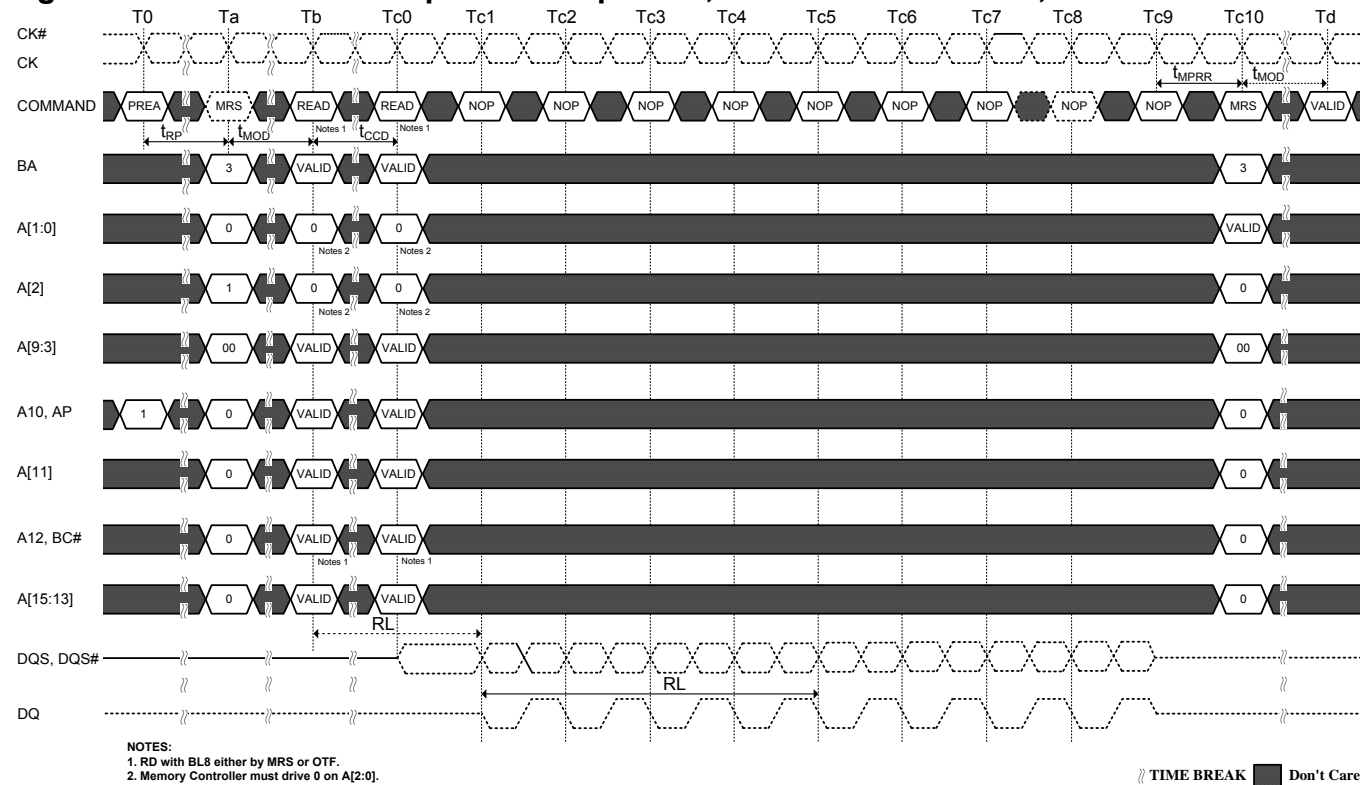 T0 Ta Tb Tc0 Tc1 Tc2 Tc3 Tc4 Tc5 Tc6 Tc7 Tc8 Tc9 Tc10 Td
CK#
CK
tMPRR tMOD
COMMAND PREA MRS READ READ NOP NOP NOP NOP NOP NOP NOP NOP NOP MRS VALID
Notes 1 Notes 1
tRP tMOD tCCD
BA 3 VALID VALID 3
A[1:0] 0 0 0 VALID
Notes 2 Notes 2
A[2] 1 0 0 0
Notes 2 Notes 2
A[9:3] 00 VALID VALID 00
A10, AP 1 0 VALID VALID 0
A[11] 0 VALID VALID 0
A12, BC# 0 VALID VALID 0
Notes 1 Notes 1
A[15:13] 0 VALID VALID 0
RL
DQS, DQS#
RL
DQ
NOTES:
1. RD with BL8 either by MRS or OTF.
2. Memory Controller must drive 0 on A[2:0].
TIME BREAK Don't Care